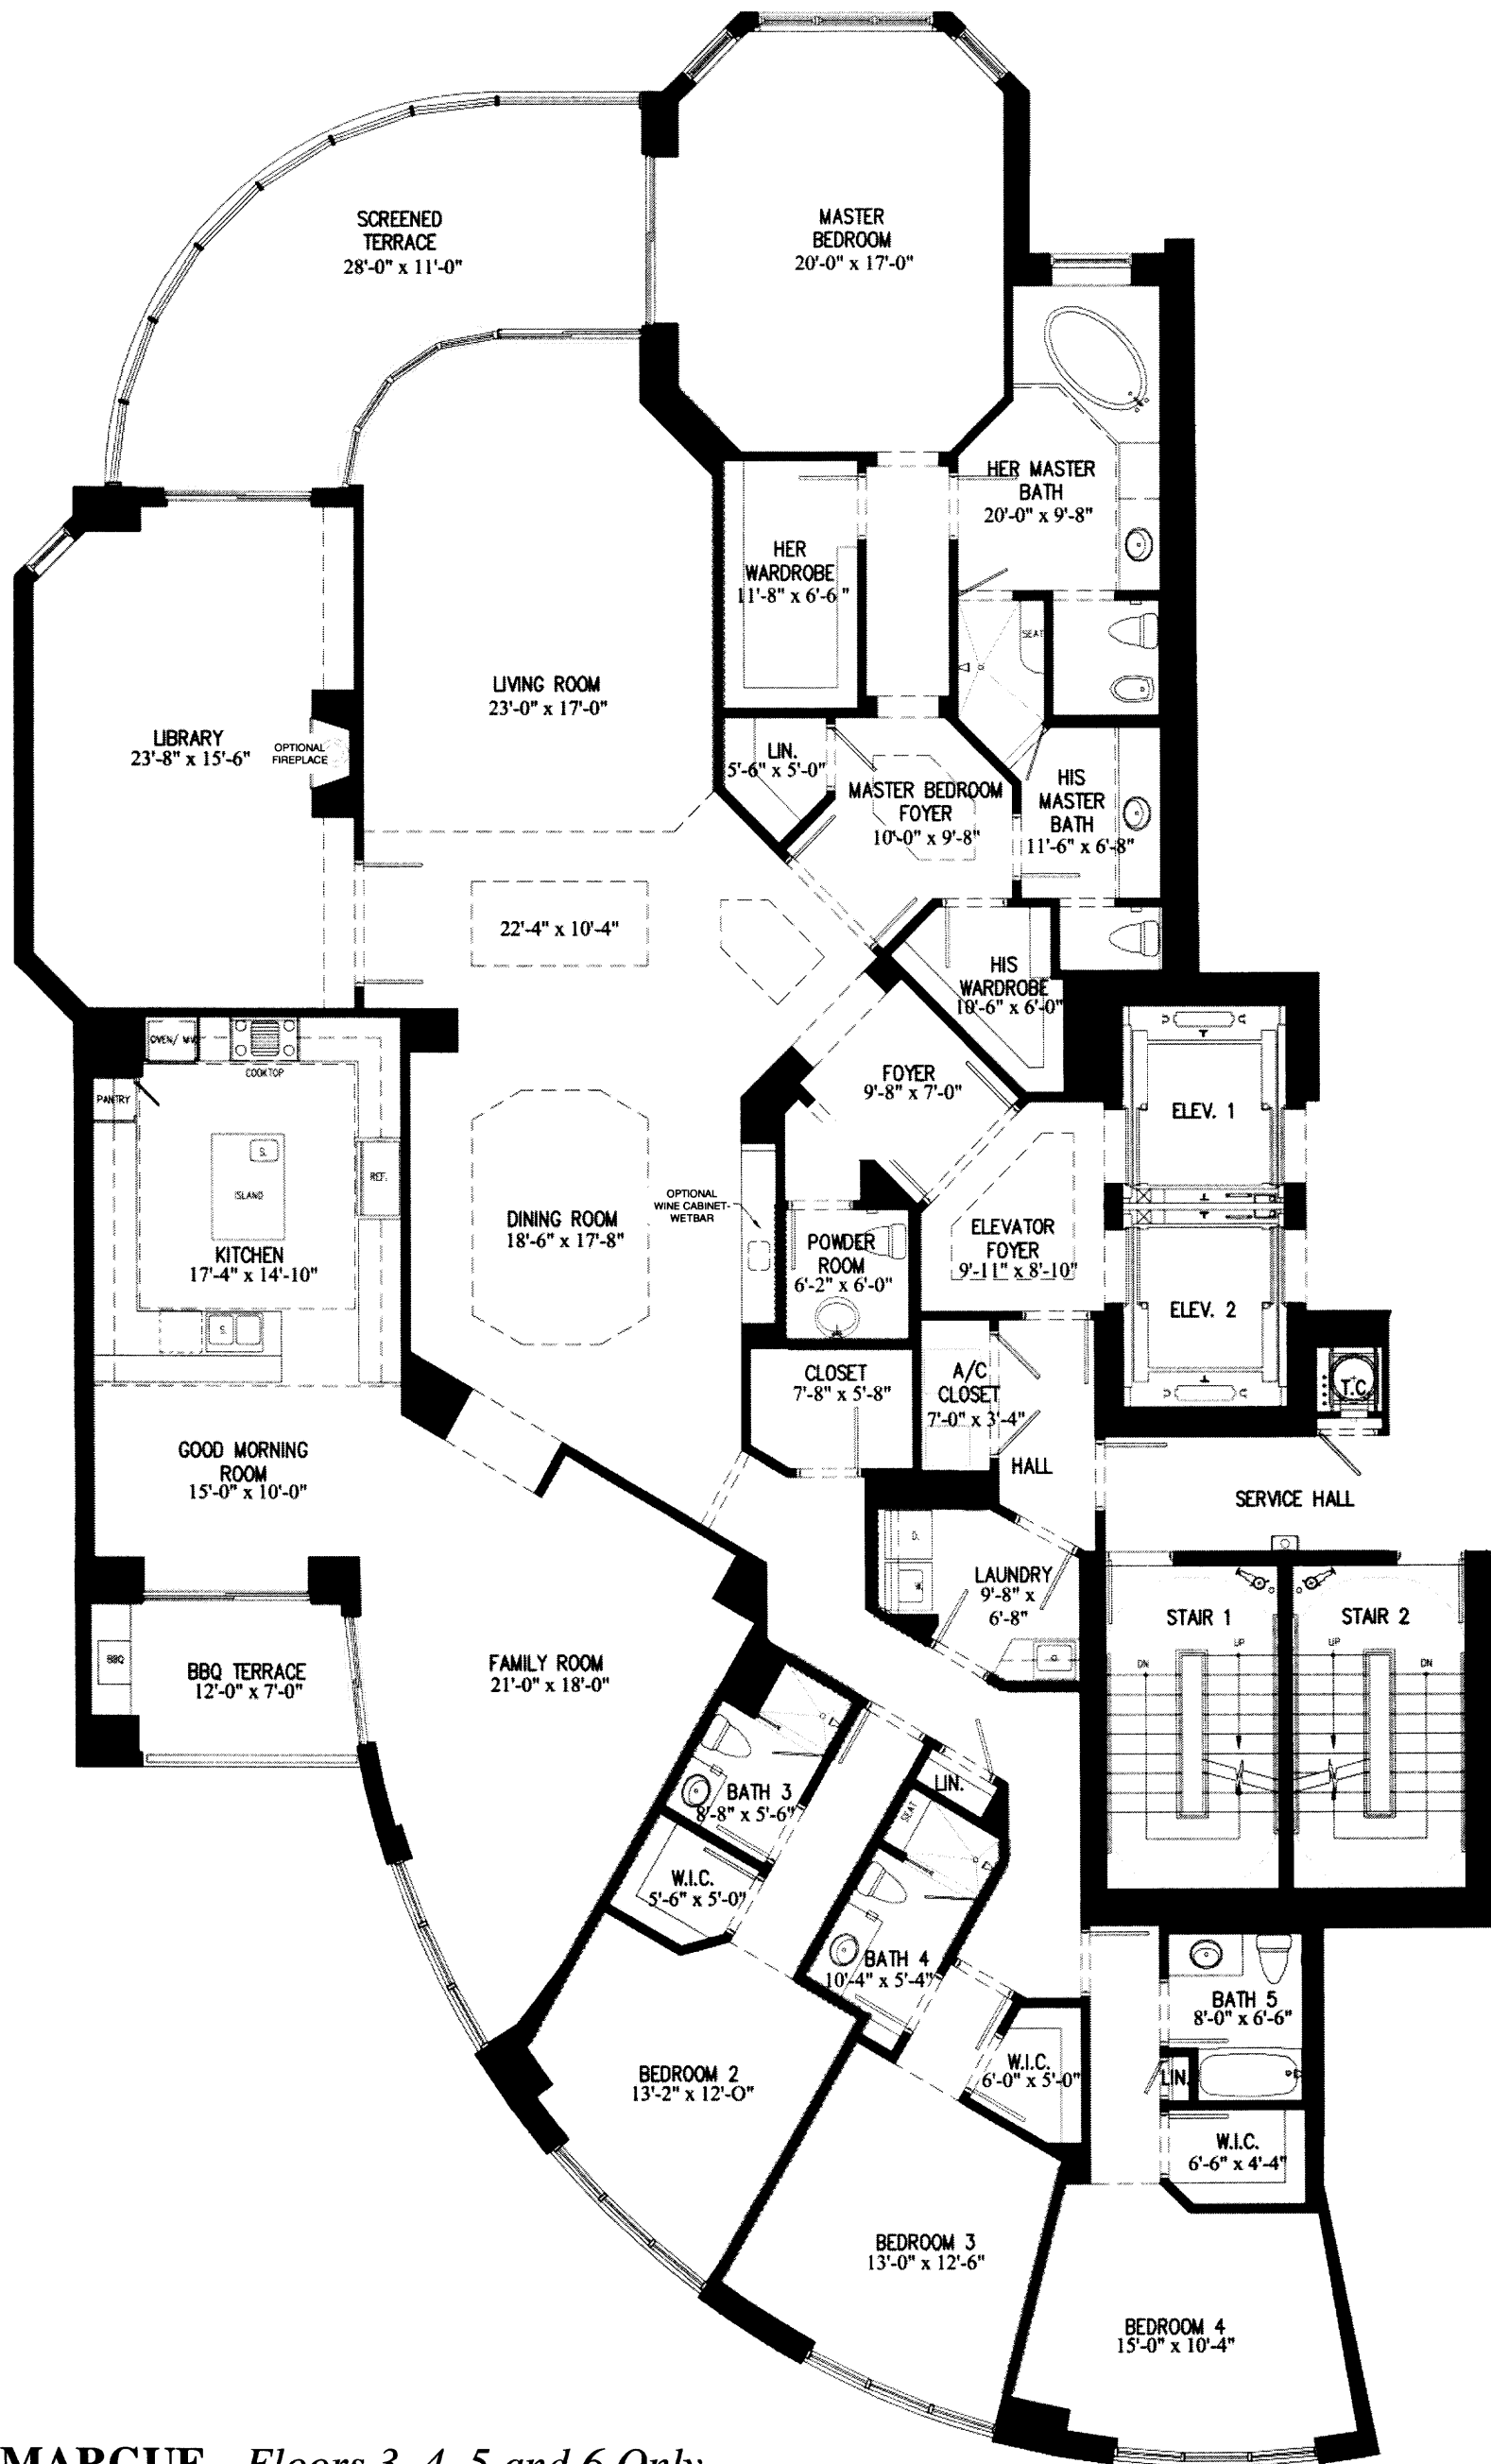 SCREENED
TERRACE
28'-0" x 11'-0"
MASTER
BEDROOM
20'-0" x 17'-0"
HER MASTER
BATH
20'-0" x 9'-8"
HER
WARDROBE
11'-8" x 6'-6"
SEAT
LIVING ROOM
23'-0" x 17'-0"
LIBRARY
23'-8" x 15'-6"
OPTIONAL
FIREPLACE
LIN.
5'-6" x 5'-0"
MASTER BEDROOM
FOYER
10'-0" x 9'-8"
HIS
MASTER
BATH
11'-6" x 6'-8"
22'-4" x 10'-4"
HIS
WARDROBE
10'-6" x 6'-0"
OVEN/ MW
COOKTOP
PANTRY
S.
ISLAND
REF.
KITCHEN
17'-4" x 14'-10"
S.
FOYER
9'-8" x 7'-0"
ELEV. 1
DINING ROOM
18'-6" x 17'-8"
OPTIONAL
WINE CABINET-
WETBAR
POWDER
ROOM
6'-2" x 6'-0"
ELEVATOR
FOYER
9'-11" x 8'-10"
ELEV. 2
CLOSET
7'-8" x 5'-8"
A/C
CLOSET
7'-0" x 3'-4"
T.C.
HALL
GOOD MORNING
ROOM
15'-0" x 10'-0"
SERVICE HALL
D.
LAUNDRY
9'-8" x
6'-8"
STAIR 1
STAIR 2
UP
UP
DN
DN
BBQ
BBQ TERRACE
12'-0" x 7'-0"
FAMILY ROOM
21'-0" x 18'-0"
BATH 3
8'-8" x 5'-6"
LIN.
SEAT
W.I.C.
5'-6" x 5'-0"
BATH 4
10'-4" x 5'-4"
BATH 5
8'-0" x 6'-6"
LIN.
W.I.C.
6'-0" x 5'-0"
BEDROOM 2
13'-2" x 12'-O"
W.I.C.
6'-6" x 4'-4"
BEDROOM 3
13'-0" x 12'-6"
BEDROOM 4
15'-0" x 10'-4"
Floors 3, 4, 5 and 6 Only